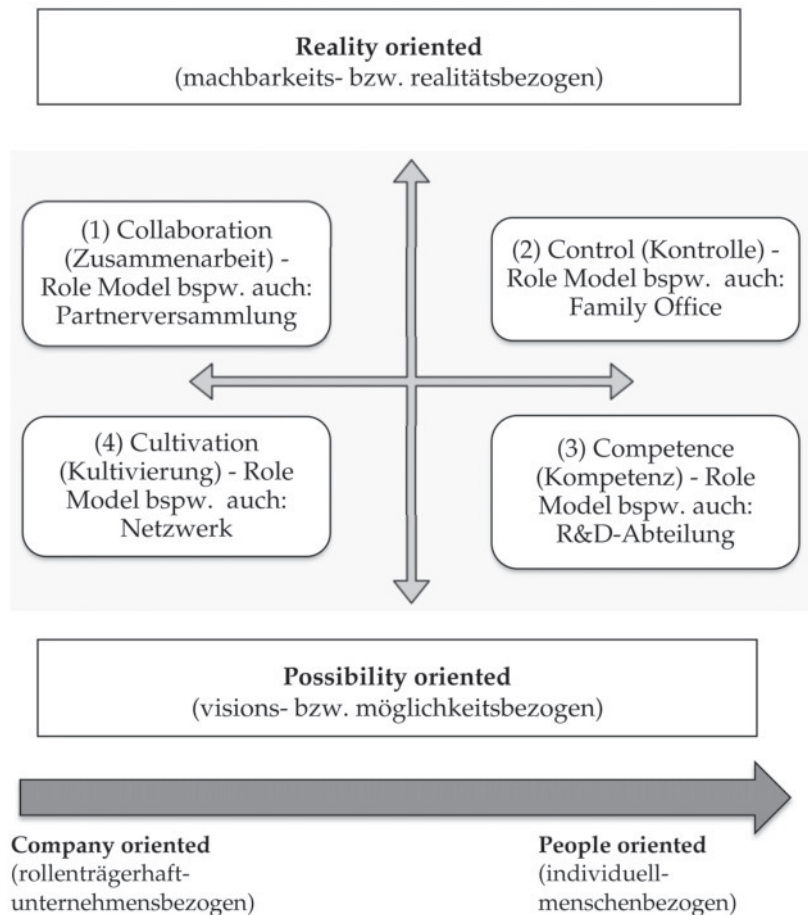 Reality oriented
(machbarkeits- bzw. realitätsbezogen)
(1) Collaboration
(Zusammenarbeit) -
Role Model bspw. auch:
Partnerversammlung
(2) Control (Kontrolle) -
Role Model bspw. auch:
Family Office
(4) Cultivation
(Kultivierung) - Role
Model bspw. auch:
Netzwerk
(3) Competence
(Kompetenz) - Role
Model bspw. auch:
R&D-Abteilung
Possibility oriented
(visions- bzw. möglichkeitsbezogen)
Company oriented
(rollenträgerhaft-
unternehmensbezogen)
People oriented
(individuell-
menschenbezogen)